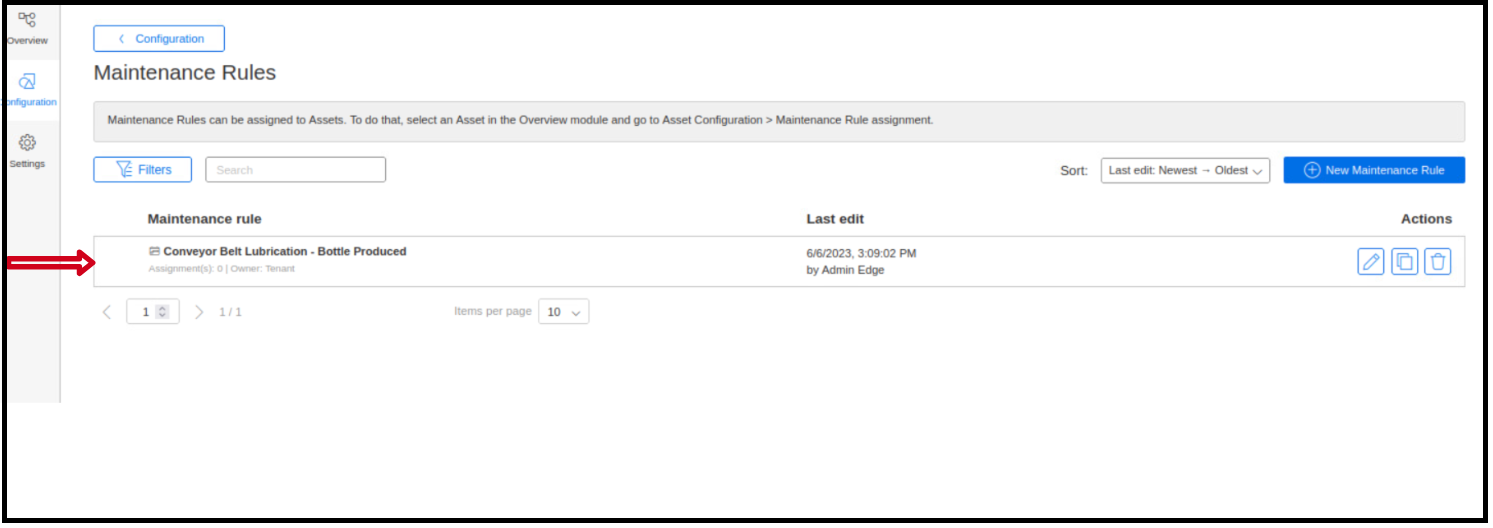 Overview
Configuration
Maintenance Rules
onfiguration
Maintenance Rules can be assigned to Assets. To do that, select an Asset in the Overview module and go to Asset Configuration > Maintenance Rule assignment.
Settings
Filters
Search
Sort:
Last edit: Newest → Oldest
New Maintenance Rule
Maintenance rule
Last edit
Actions
Conveyor Belt Lubrication - Bottle Produced
Assignment(s): 0 | Owner: Tenant
6/6/2023, 3:09:02 PM
by Admin Edge
1
1 / 1
Items per page
10